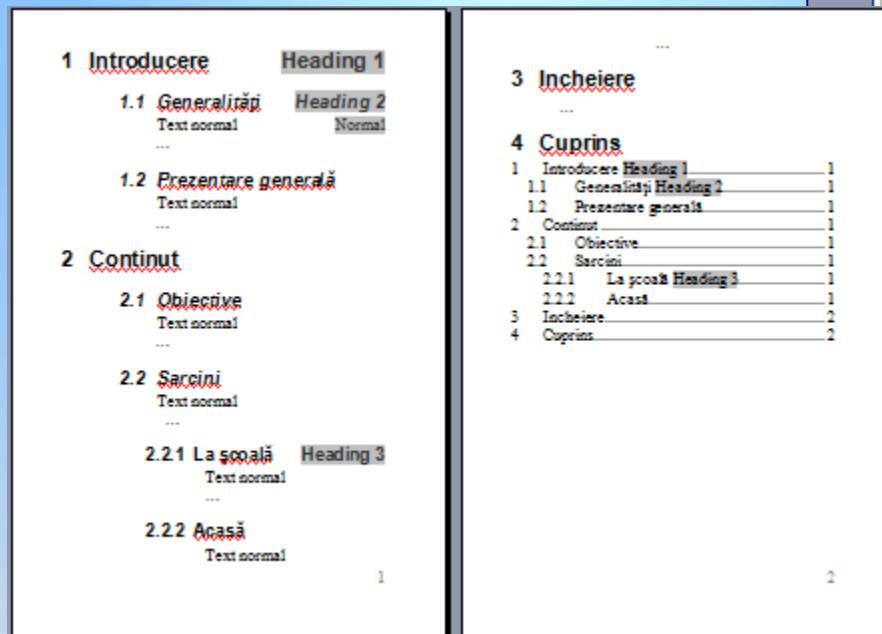 1 Introducere Heading 1
1.1 Generalități Heading 2
Text normal Normal
...
1.2 Prezentare generală
Text normal
...
2 Continut
2.1 Obiective
Text normal
...
2.2 Sarcini
Text normal
...
2.2.1 La școală Heading 3
Text normal
...
2.2.2 Acasă
Text normal
1
...
3 Incheiere
...
4 Cuprins
1 Introducere Heading 1 1
1.1 Generalități Heading 2 1
1.2 Prezentare generală 1
2 Continut 1
2.1 Obiective 1
2.2 Sarcini 1
2.2.1 La școală Heading 3 1
2.2.2 Acasă 1
3 Incheiere 2
4 Cuprins 2
2